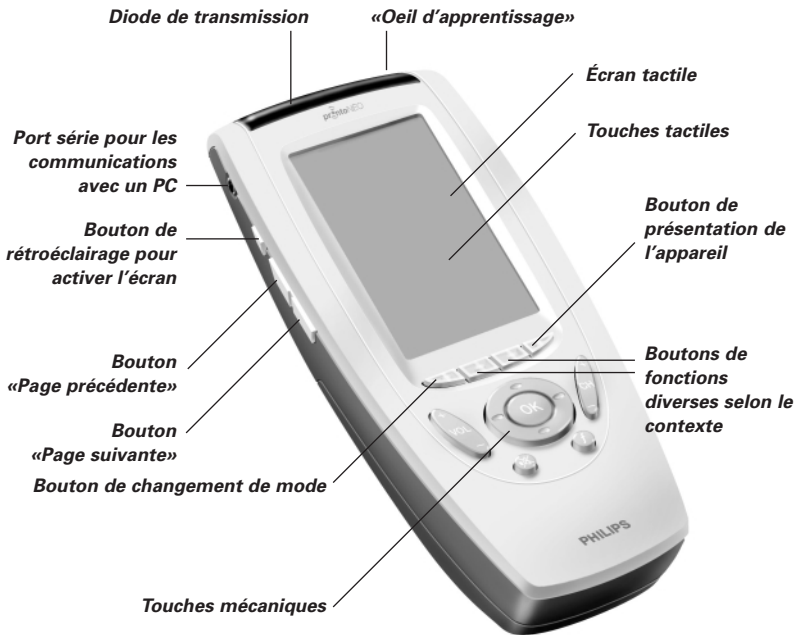 Diode de transmission
«Oeil d'apprentissage»
Écran tactile
Touches tactiles
Port série pour les
communications
avec un PC
Bouton de
présentation de
l'appareil
Bouton de
rétroéclairage pour
activer l'écran
Bouton
«Page précédente»
Boutons de
fonctions
diverses selon le
contexte
Bouton
«Page suivante»
Bouton de changement de mode
Touches mécaniques
prontoNEO
+
VOL
-
OK
CH
-
PHILIPS